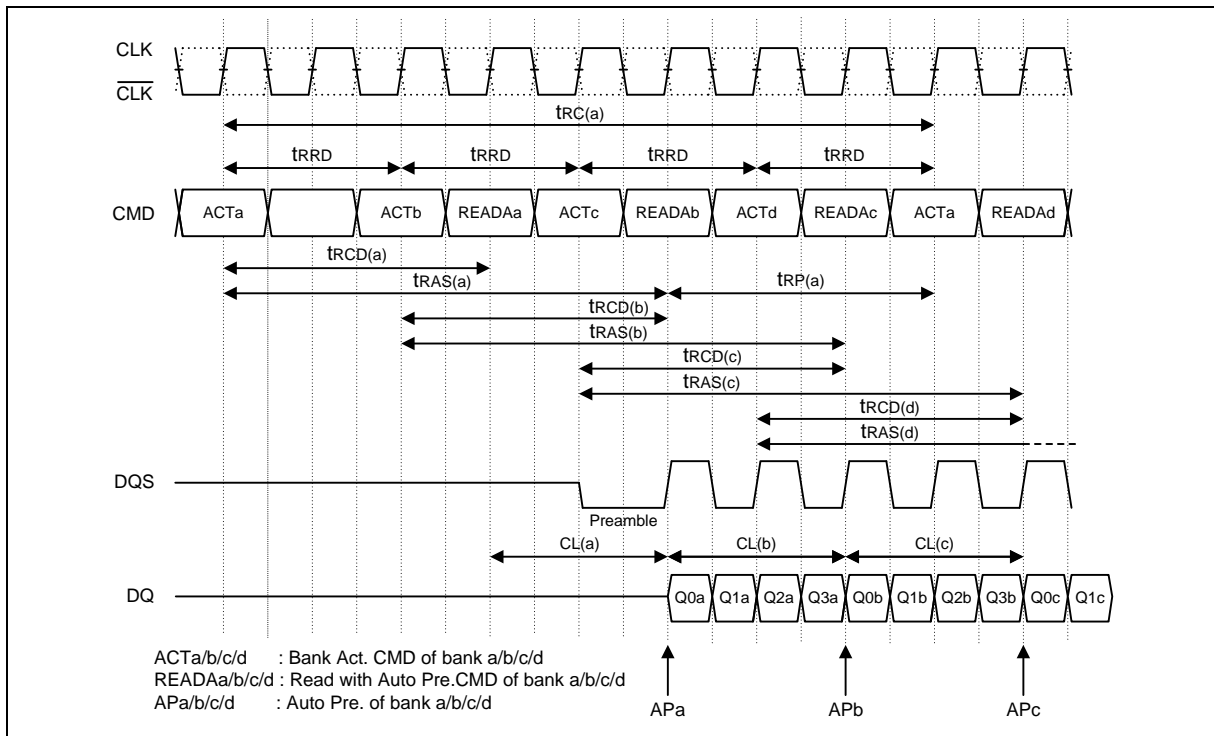 CLK
CLK
tRC(a)
tRRD tRRD tRRD tRRD
CMD ACTa ACTb READAa ACTc READAb ACTd READAc ACTa READAd
tRCD(a)
tRAS(a) tRP(a)
tRCD(b)
tRAS(b)
tRCD(c)
tRAS(c)
tRCD(d)
tRAS(d)
DQS
Preamble
CL(a) CL(b) CL(c)
DQ Q0a Q1a Q2a Q3a Q0b Q1b Q2b Q3b Q0c Q1c
ACTa/b/c/d : Bank Act. CMD of bank a/b/c/d
READAa/b/c/d : Read with Auto Pre.CMD of bank a/b/c/d
APa/b/c/d : Auto Pre. of bank a/b/c/d
APa APb APc